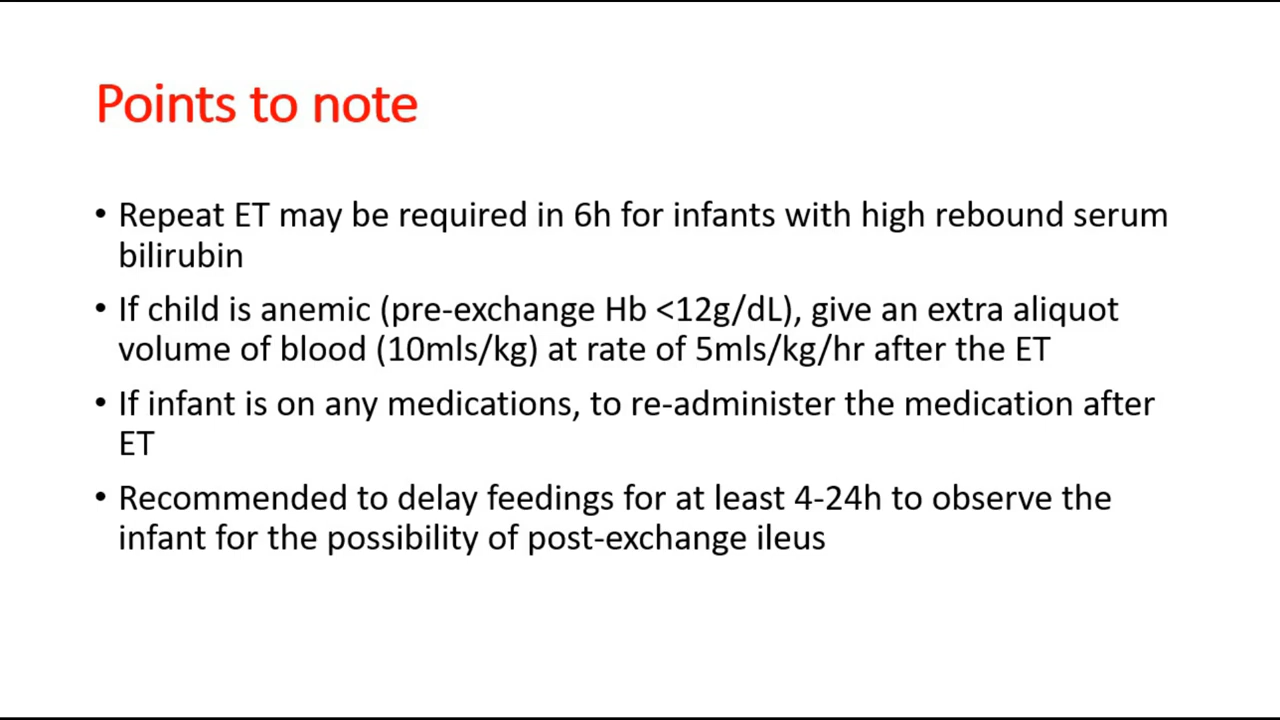 Points to note
• Repeat ET may be required in 6h for infants with high rebound serum
bilirubin
• If child is anemic (pre-exchange Hb <12g/dL), give an extra aliquot
volume of blood (10mls/kg) at rate of 5mls/kg/hr after the ET
• If infant is on any medications, to re-administer the medication after
ET
• Recommended to delay feedings for at least 4-24h to observe the
infant for the possibility of post-exchange ileus